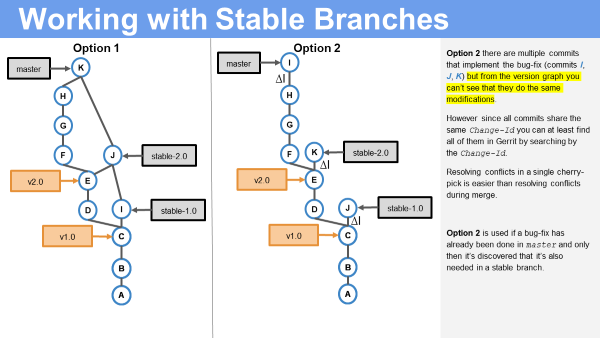 Working with Stable Branches
Option 1
Option 2
master
K
H
G
F
J
stable-2.0
v2.0
E
D
I
stable-1.0
v1.0
C
B
A
master
I
ΔI
H
G
F
K
stable-2.0
ΔI
v2.0
E
D
J
stable-1.0
ΔI
v1.0
C
B
A
Option 2 there are multiple commits
that implement the bug-fix (commits I,
J, K) but from the version graph you
can't see that they do the same
modifications.
However since all commits share the
same Change-Id you can at least find
all of them in Gerrit by searching by
the Change-Id.
Resolving conflicts in a single cherry-
pick is easier than resolving conflicts
during merge.
Option 2 is used if a bug-fix has
already been done in master and only
then it's discovered that it's also
needed in a stable branch.